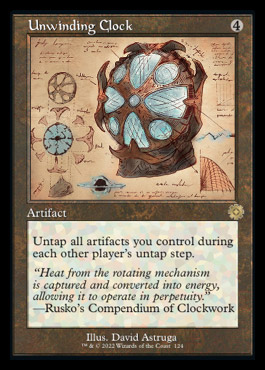 Unwinding Clock 4
Artifact
Untap all artifacts you control during
each other player's untap step.
"Heat from the rotating mechanism
is captured and converted into energy,
allowing it to operate in perpetuity."
—Rusko's Compendium of Clockwork
Illus. David Astruga
™ & © 2022 Wizards of the Coast 124